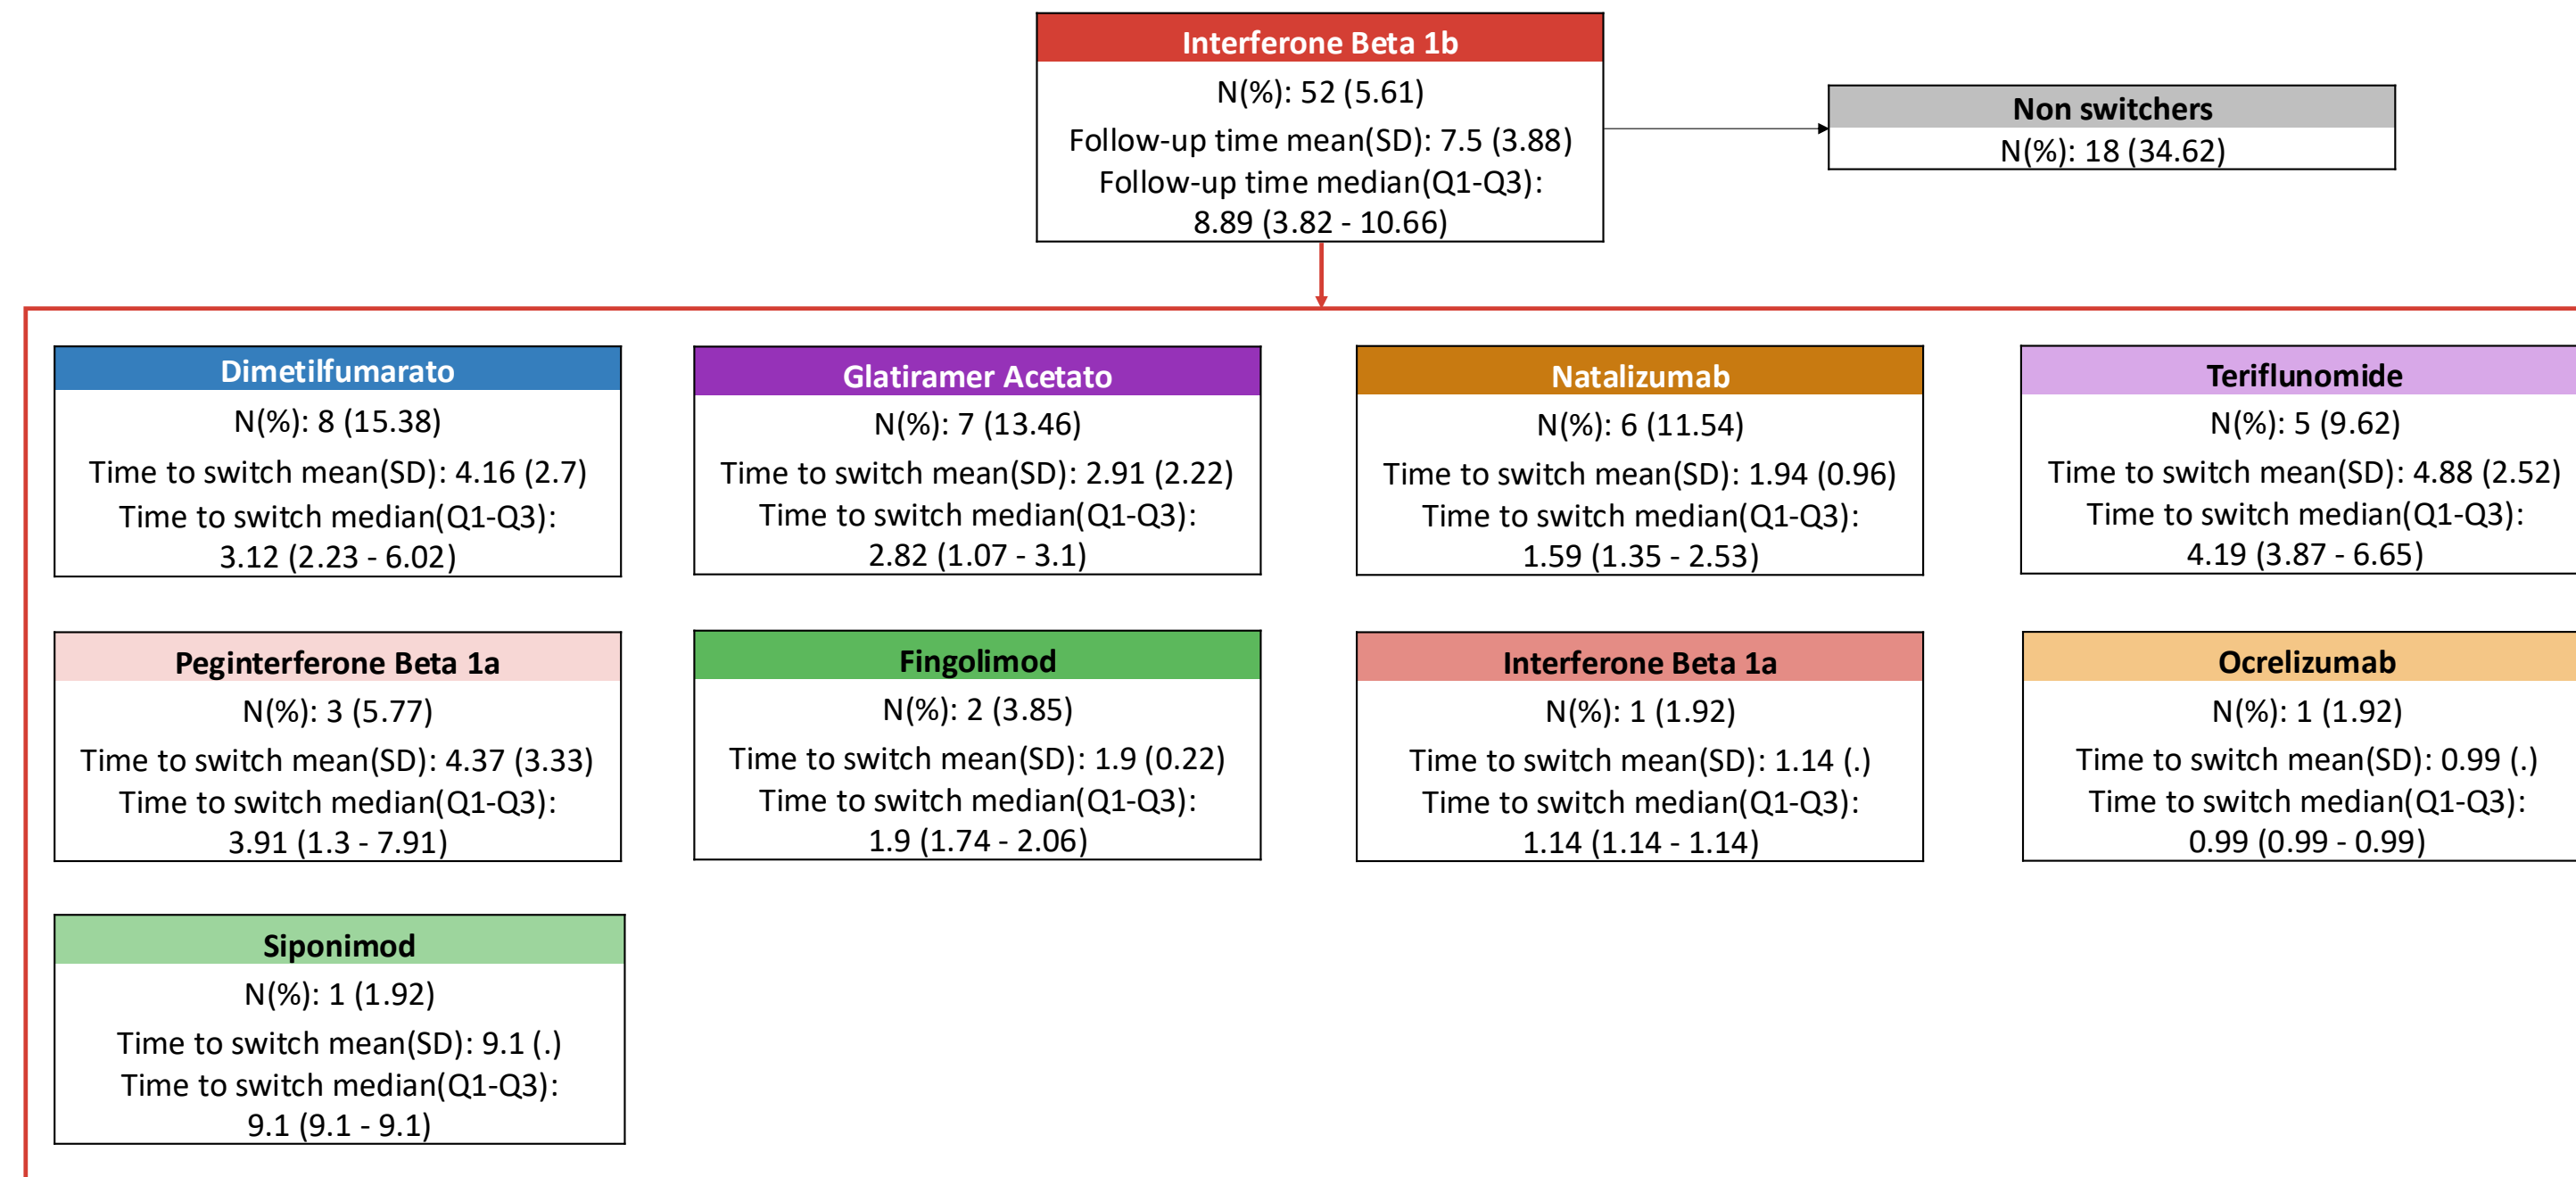 Interferone Beta 1b
N(%): 52 (5.61)
Follow-up time mean(SD): 7.5 (3.88)
Follow-up time median(Q1-Q3):
8.89 (3.82 - 10.66)
Non switchers
N(%): 18 (34.62)
Dimetilfumarato
N(%): 8 (15.38)
Time to switch mean(SD): 4.16 (2.7)
Time to switch median(Q1-Q3):
3.12 (2.23 - 6.02)
Glatiramer Acetato
N(%): 7 (13.46)
Time to switch mean(SD): 2.91 (2.22)
Time to switch median(Q1-Q3):
2.82 (1.07 - 3.1)
Natalizumab
N(%): 6 (11.54)
Time to switch mean(SD): 1.94 (0.96)
Time to switch median(Q1-Q3):
1.59 (1.35 - 2.53)
Teriflunomide
N(%): 5 (9.62)
Time to switch mean(SD): 4.88 (2.52)
Time to switch median(Q1-Q3):
4.19 (3.87 - 6.65)
Peginterferone Beta 1a
N(%): 3 (5.77)
Time to switch mean(SD): 4.37 (3.33)
Time to switch median(Q1-Q3):
3.91 (1.3 - 7.91)
Fingolimod
N(%): 2 (3.85)
Time to switch mean(SD): 1.9 (0.22)
Time to switch median(Q1-Q3):
1.9 (1.74 - 2.06)
Interferone Beta 1a
N(%): 1 (1.92)
Time to switch mean(SD): 1.14 (.)
Time to switch median(Q1-Q3):
1.14 (1.14 - 1.14)
Ocrelizumab
N(%): 1 (1.92)
Time to switch mean(SD): 0.99 (.)
Time to switch median(Q1-Q3):
0.99 (0.99 - 0.99)
Siponimod
N(%): 1 (1.92)
Time to switch mean(SD): 9.1 (.)
Time to switch median(Q1-Q3):
9.1 (9.1 - 9.1)